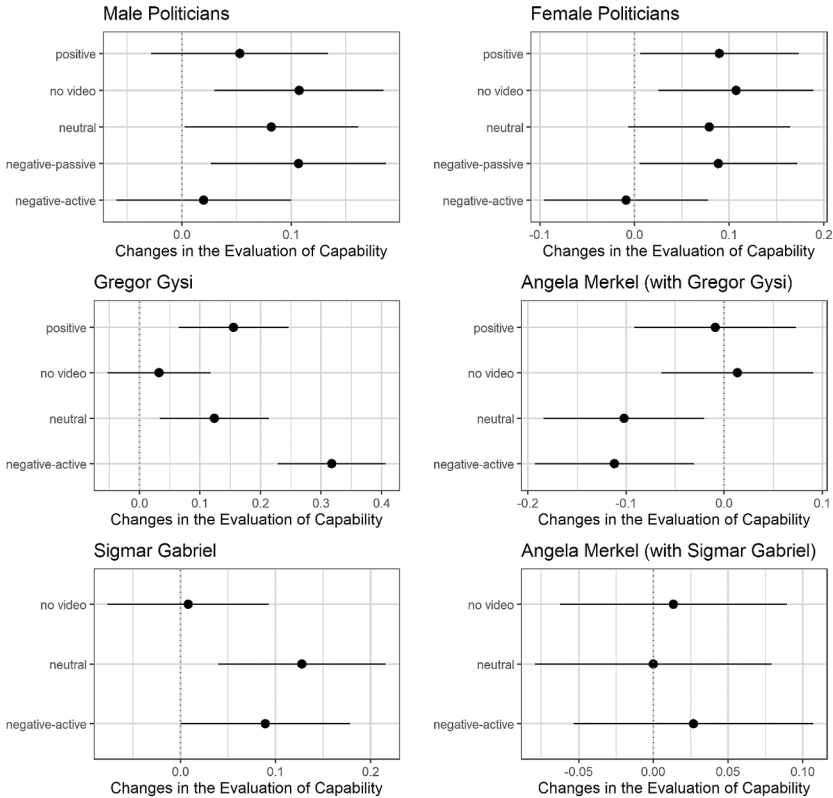 Male Politicians
positive
no video
neutral
negative-passive
negative-active
0.0 0.1
Changes in the Evaluation of Capability
Female Politicians
positive
no video
neutral
negative-passive
negative-active
-0.1 0.0 0.1 0.2
Changes in the Evaluation of Capability
Gregor Gysi
positive
no video
neutral
negative-active
0.0 0.1 0.2 0.3 0.4
Changes in the Evaluation of Capability
Angela Merkel (with Gregor Gysi)
positive
no video
neutral
negative-active
-0.2 -0.1 0.0 0.1
Changes in the Evaluation of Capability
Sigmar Gabriel
no video
neutral
negative-active
0.0 0.1 0.2
Changes in the Evaluation of Capability
Angela Merkel (with Sigmar Gabriel)
no video
neutral
negative-active
-0.05 0.00 0.05 0.10
Changes in the Evaluation of Capability